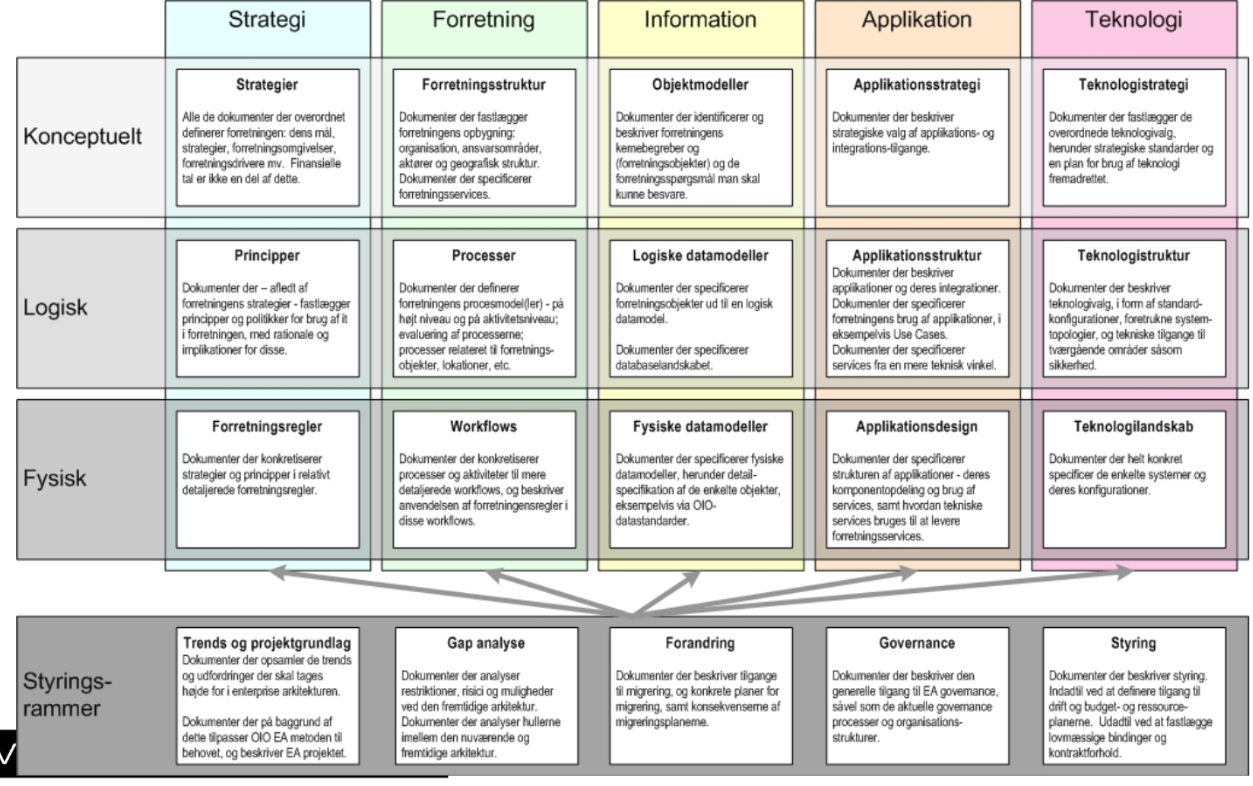 Strategi
Forretning
Information
Applikation
Teknologi
Konceptuelt
Strategier
Alle de dokumenter der overordnet
definerer forretningen: dens mål,
strategier, forretningsomgivelser,
forretningsdrivere mv. Finansielle
tal er ikke en del af dette.
Forretningsstruktur
Dokumenter der fastlægger
forretningens opbygning:
organisation, ansvarsområder,
aktører og geografisk struktur.
Dokumenter der specificerer
forretningsservices.
Objektmodeller
Dokumenter der identificerer og
beskriver forretningens
kernebegreber og
(forretningsobjekter) og de
forretningsspørgsmål man skal
kunne besvare.
Applikationsstrategi
Dokumenter der beskriver
strategiske valg af applikations- og
integrations-tilgange.
Teknologistrategi
Dokumenter der fastlægger de
overordnede teknologivalg,
herunder strategiske standarder og
en plan for brug af teknologi
fremadrettet.
Logisk
Principper
Dokumenter der – afledt af
forretningens strategier - fastlægger
principper og politikker for brug af it
i forretningen, med rationale og
implikationer for disse.
Processer
Dokumenter der definerer
forretningens procesmodel(ler) - på
højt niveau og på aktivitetsniveau;
evaluering af processerne;
processer relateret til forretnings-
objekter, lokationer, etc.
Logiske datamodeller
Dokumenter der specificerer
forretningsobjekter ud til en logisk
datamodel.
Dokumenter der specificerer
databaselandskabet.
Applikationsstruktur
Dokumenter der beskriver
applikationer og deres integrationer.
Dokumenter der specificerer
forretningens brug af applikationer, i
eksempelvis Use Cases.
Dokumenter der specificerer
services fra en mere teknisk vinkel.
Teknologistruktur
Dokumenter der beskriver
teknologivalg, i form af standard-
konfigurationer, foretrukne system-
topologier, og tekniske tilgange til
tværgående områder såsom
sikkerhed.
Fysisk
Forretningsregler
Dokumenter der konkretiserer
strategier og principper i relativt
detaljerede forretningsregler.
Workflows
Dokumenter der konkretiserer
processer og aktiviteter til mere
detaljerede workflows, og beskriver
anvendelsen af forretningensregler i
disse workflows.
Fysiske datamodeller
Dokumenter der specificerer fysiske
datamodeller, herunder detail-
specifikation af de enkelte objekter,
eksempelvis via OIO-
datastandarder.
Applikationsdesign
Dokumenter der specificerer
strukturen af applikationer - deres
komponentopdeling og brug af
services, samt hvordan tekniske
services bruges til at levere
forretningsservices.
Teknologilandskab
Dokumenter der helt konkret
specificer de enkelte systemer og
deres konfigurationer.
Styrings-
rammer
Trends og projektgrundlag
Dokumenter der opsamler de trends
og udfordringer der skal tages
højde for i enterprise arkitekturen.
Dokumenter der på baggrund af
dette tilpasser OIO EA metoden til
behovet, og beskriver EA projektet.
Gap analyse
Dokumenter der analyser
restriktioner, risici og muligheder
ved den fremtidige arkitektur.
Dokumenter der analyser hullerne
imellem den nuværende og
fremtidige arkitektur.
Forandring
Dokumenter der beskriver tilgange
til migrering, og konkrete planer for
migrering, samt konsekvenserne af
migreringsplanerne.
Governance
Dokumenter der beskriver den
generelle tilgang til EA governance,
såvel som de aktuelle governance
processer og organisations-
strukturer.
Styring
Dokumenter der beskriver styring.
Indadtil ved at definere tilgang til
drift og budget- og ressource-
planerne. Udadtil ved at fastlægge
lovmæssige bindinger og
kontraktforhold.